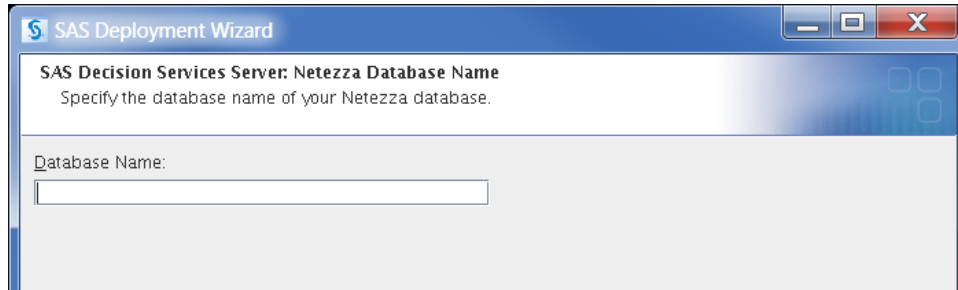 SAS Deployment Wizard
SAS Decision Services Server: Netezza Database Name
Specify the database name of your Netezza database.
Database Name: